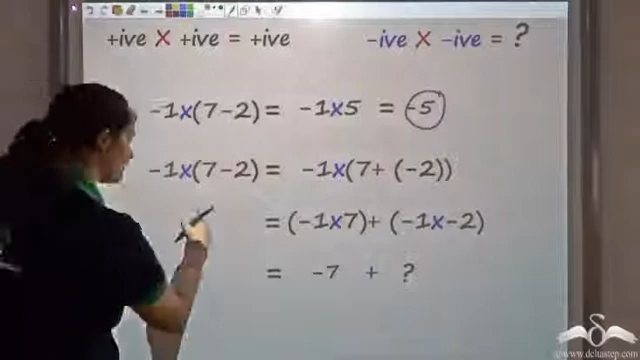 +ive X +ive = +ive -ive X -ive = ?
-1x(7-2) = -1x5 = -5
-1x(7-2) = -1x(7+ (-2))
= (-1x7)+ (-1x-2)
= -7 + ?
www.deltastep.com